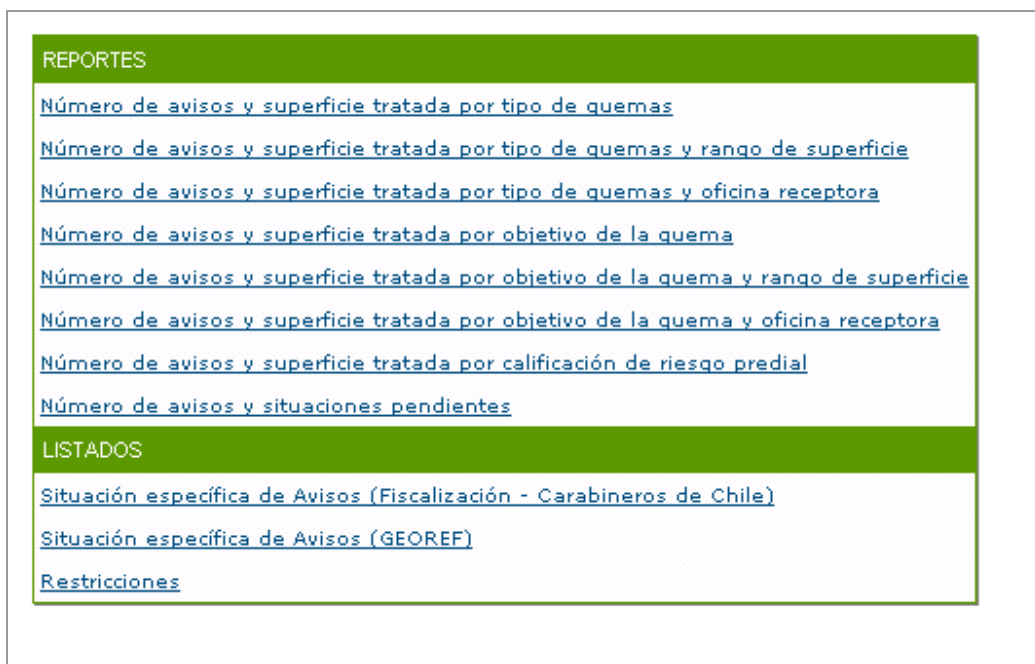 REPORTES
Número de avisos y superficie tratada por tipo de quemas
Número de avisos y superficie tratada por tipo de quemas y rango de superficie
Número de avisos y superficie tratada por tipo de quemas y oficina receptora
Número de avisos y superficie tratada por objetivo de la quema
Número de avisos y superficie tratada por objetivo de la quema y rango de superficie
Número de avisos y superficie tratada por objetivo de la quema y oficina receptora
Número de avisos y superficie tratada por calificación de riesgo predial
Número de avisos y situaciones pendientes
LISTADOS
Situación específica de Avisos (Fiscalización - Carabineros de Chile)
Situación específica de Avisos (GEOREF)
Restricciones